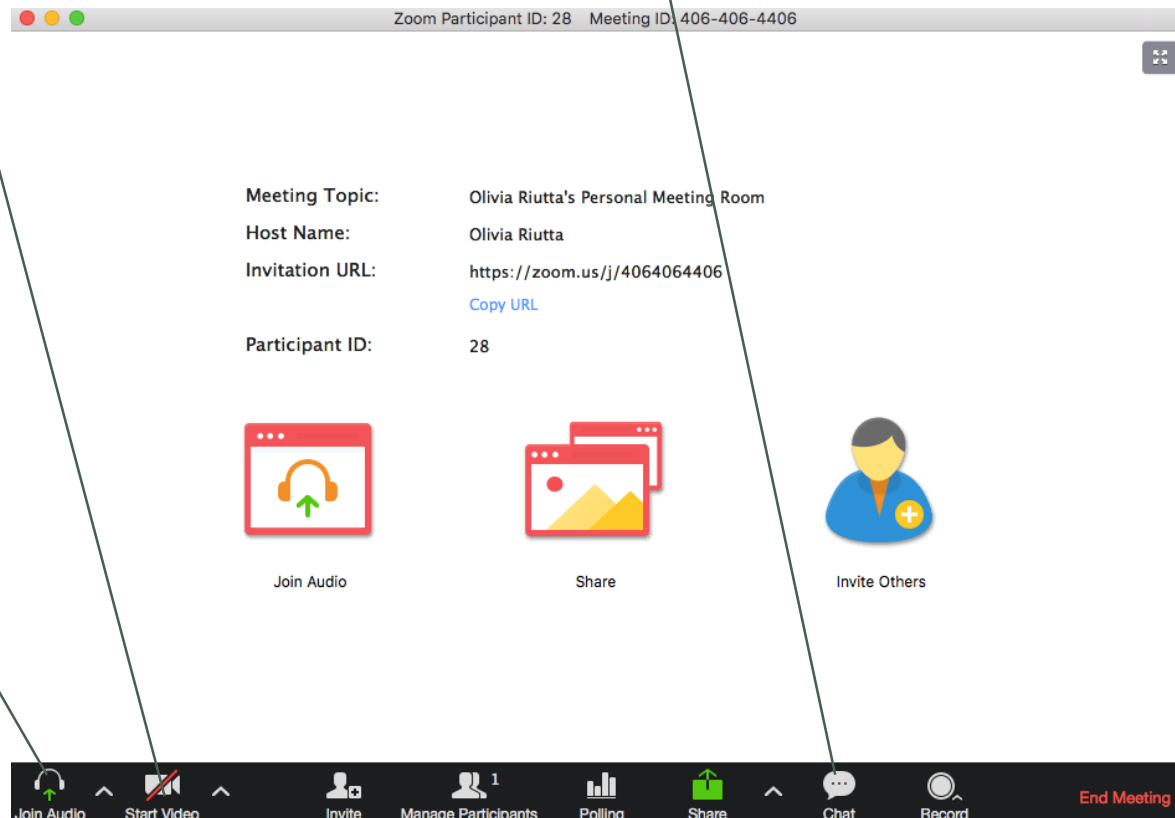 Zoom Participant ID: 28 Meeting ID: 406-406-4406
Meeting Topic: Olivia Riutta's Personal Meeting Room
Host Name: Olivia Riutta
Invitation URL: https://zoom.us/j/4064064406
Copy URL
Participant ID: 28
Join Audio Share Invite Others
1
Join Audio Start Video Invite Manage Participants Polling Share Chat Record End Meeting